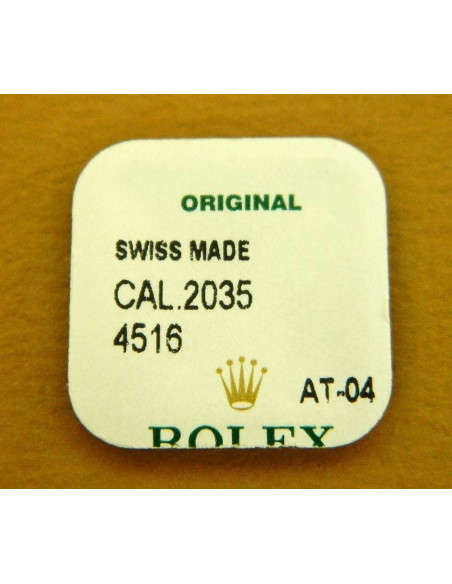 ORIGINAL
SWISS MADE
CAL.2035
4516
AT-04
ROLEX